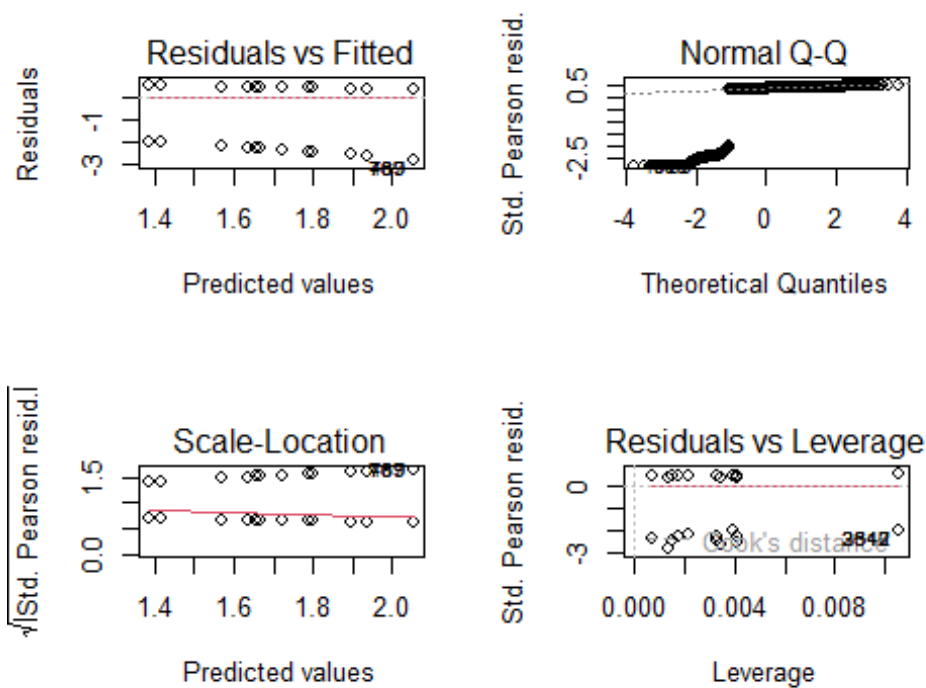 Residuals vs Fitted
Residuals
-1
-3
1.4 1.6 1.8 2.0
Predicted values
Normal Q-Q
Std. Pearson resid.
0.5
-2.5
-4 -2 0 2 4
Theoretical Quantiles
Scale-Location
√|Std. Pearson resid.|
1.5
0.0
1.4 1.6 1.8 2.0
Predicted values
Residuals vs Leverage
Std. Pearson resid.
0
-3
Cook's distance
0.000 0.004 0.008
Leverage